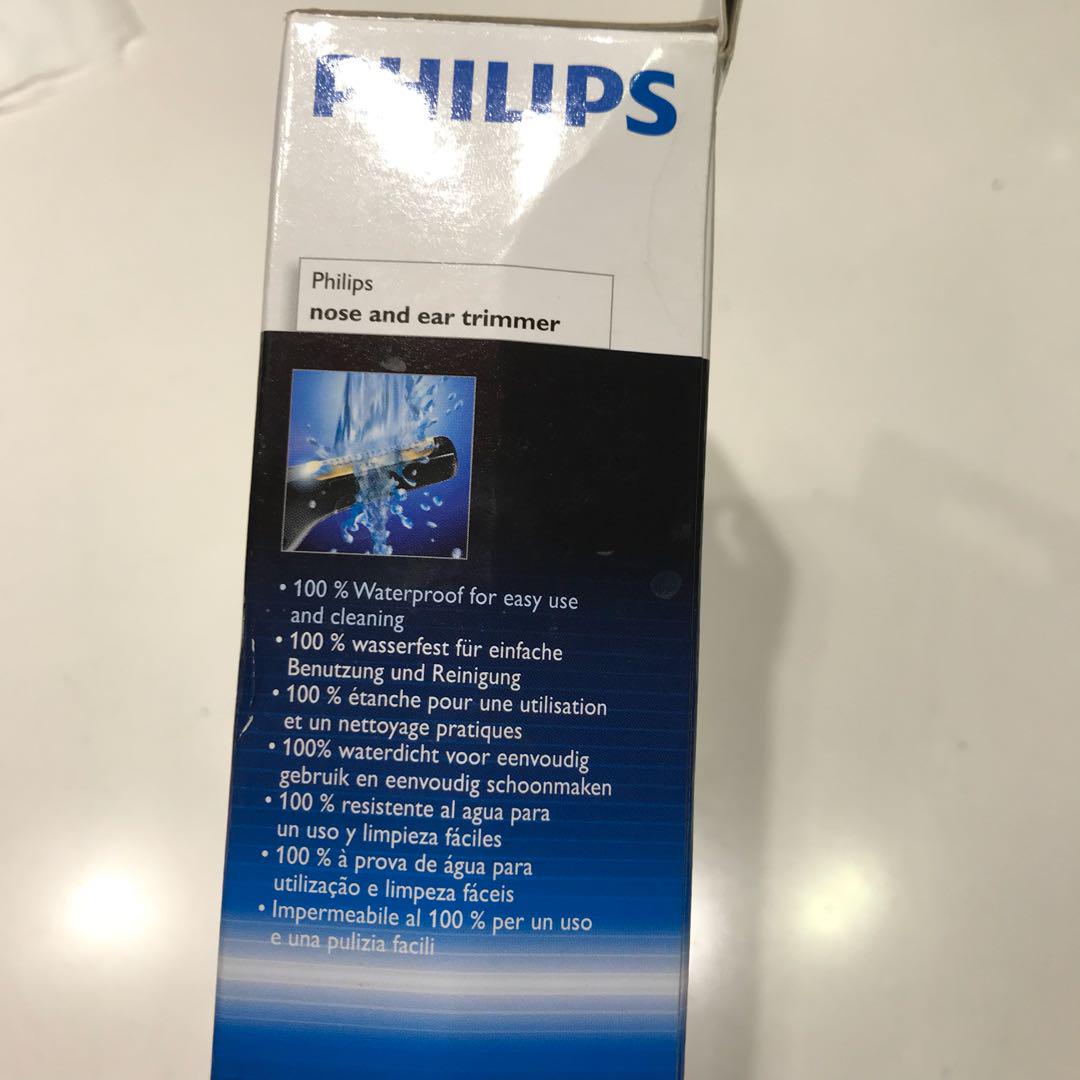 PHILIPS
Philips
nose and ear trimmer
• 100 % Waterproof for easy use
and cleaning
• 100 % wasserfest für einfache
Benutzung und Reinigung
• 100 % étanche pour une utilisation
et un nettoyage pratiques
• 100% waterdicht voor eenvoudig
gebruik en eenvoudig schoonmaken
• 100 % resistente al agua para
un uso y limpieza fáciles
• 100 % à prova de água para
utilização e limpeza fáceis
• Impermeabile al 100 % per un uso
e una pulizia facili